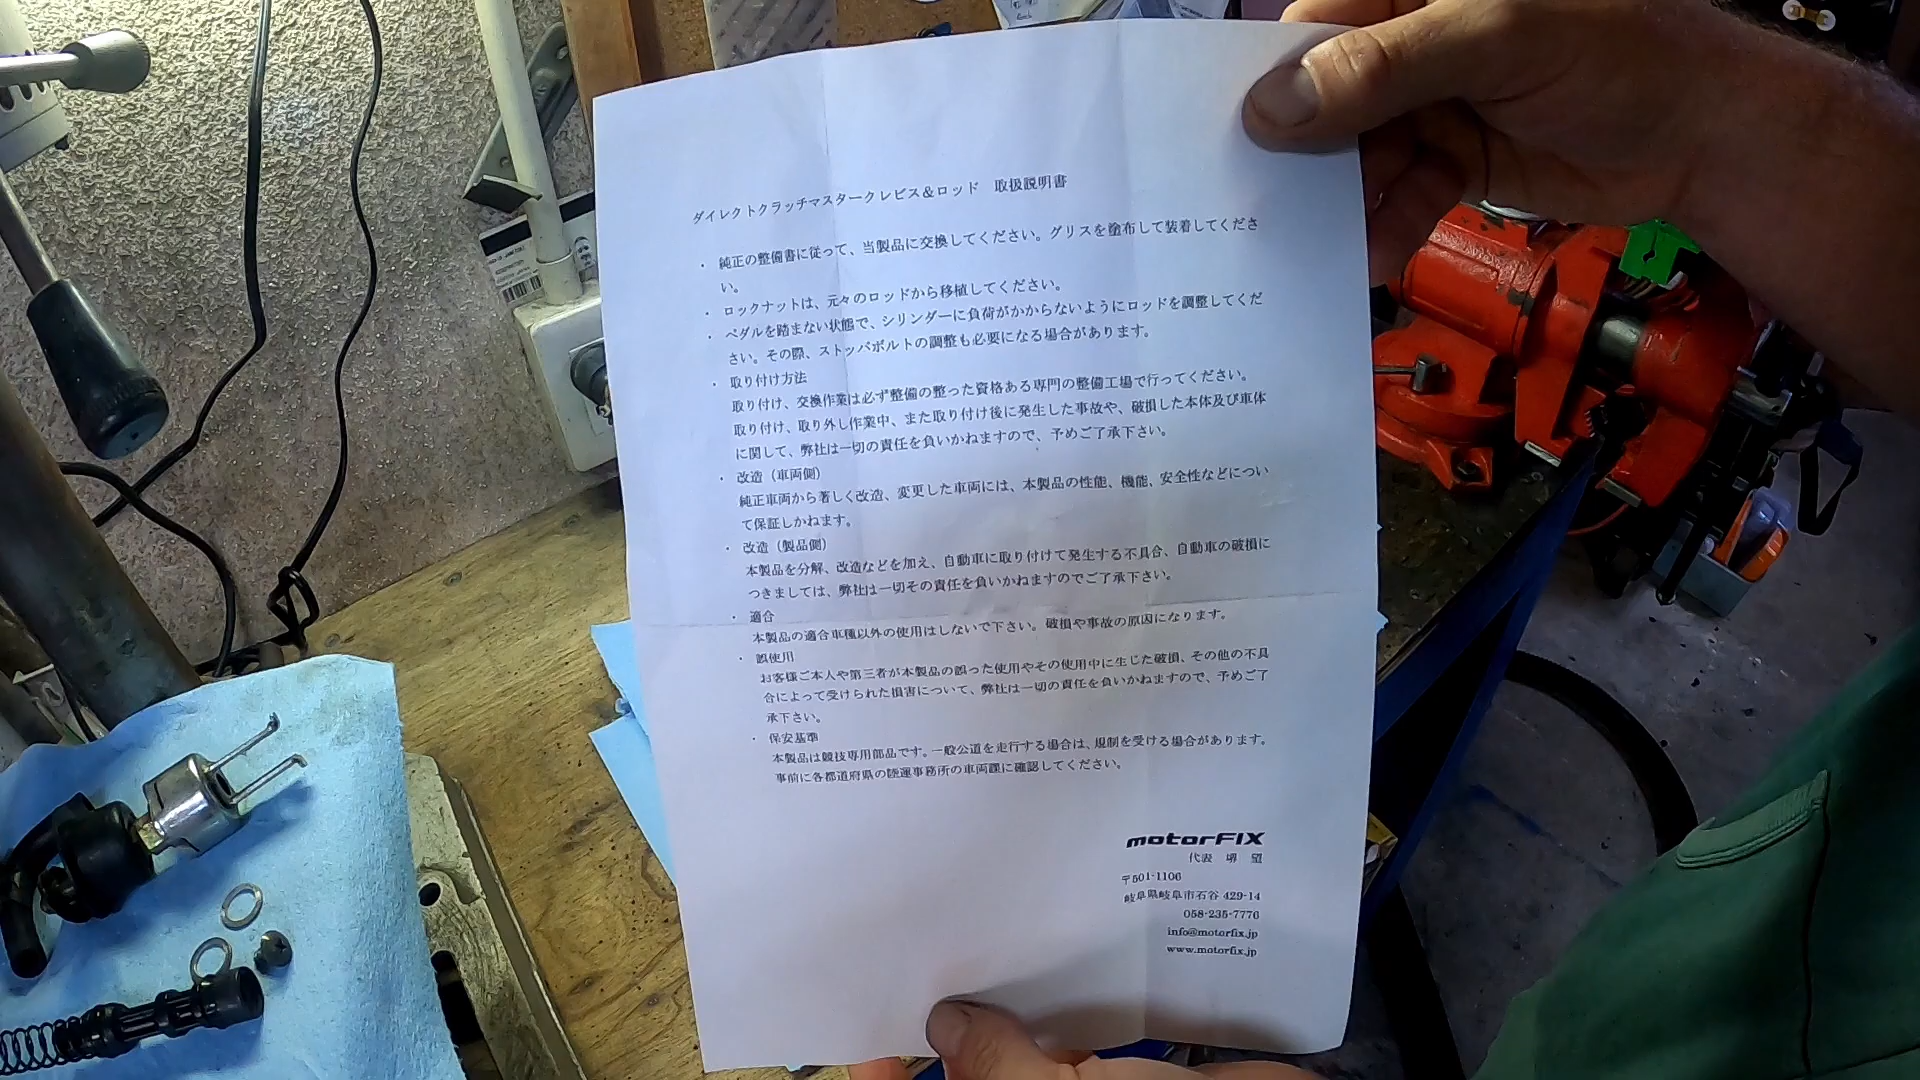 ダイレクトクラッチマスタークレビス＆ロッド　取扱説明書
・ 純正の整備書に従って、当製品に交換してください。グリスを塗布して装着してくださ
い。
・ ロックナットは、元々のロッドから移植してください。
・ ペダルを踏まない状態で、シリンダーに負荷がかからないようにロッドを調整してくだ
さい。その際、ストッパボルトの調整も必要になる場合があります。
・ 取り付け方法
取り付け、交換作業は必ず整備の整った資格ある専門の整備工場で行ってください。
取り付け、取り外し作業中、また取り付け後に発生した事故や、破損した本体及び車体
に関して、弊社は一切の責任を負いかねますので、予めご了承下さい。
・ 改造（車両側）
純正車両から著しく改造、変更した車両には、本製品の性能、機能、安全性などについ
て保証しかねます。
・ 改造（製品側）
本製品を分解、改造などを加え、自動車に取り付けて発生する不具合、自動車の破損に
つきましては、弊社は一切その責任を負いかねますのでご了承下さい。
・ 適合
本製品の適合車種以外の使用はしないで下さい。破損や事故の原因になります。
・ 誤使用
お客様ご本人や第三者が本製品の誤った使用やその使用中に生じた破損、その他の不具
合によって受けられた損害について、弊社は一切の責任を負いかねますので、予めご了
承下さい。
・ 保安基準
本製品は競技専用部品です。一般公道を走行する場合は、規制を受ける場合があります。
事前に各都道府県の陸運事務所の車両課に確認してください。
motorFIX
代表　堺　望
〒501-1106
岐阜県岐阜市石谷 429-14
058-235-7776
info@motorfix.jp
www.motorfix.jp